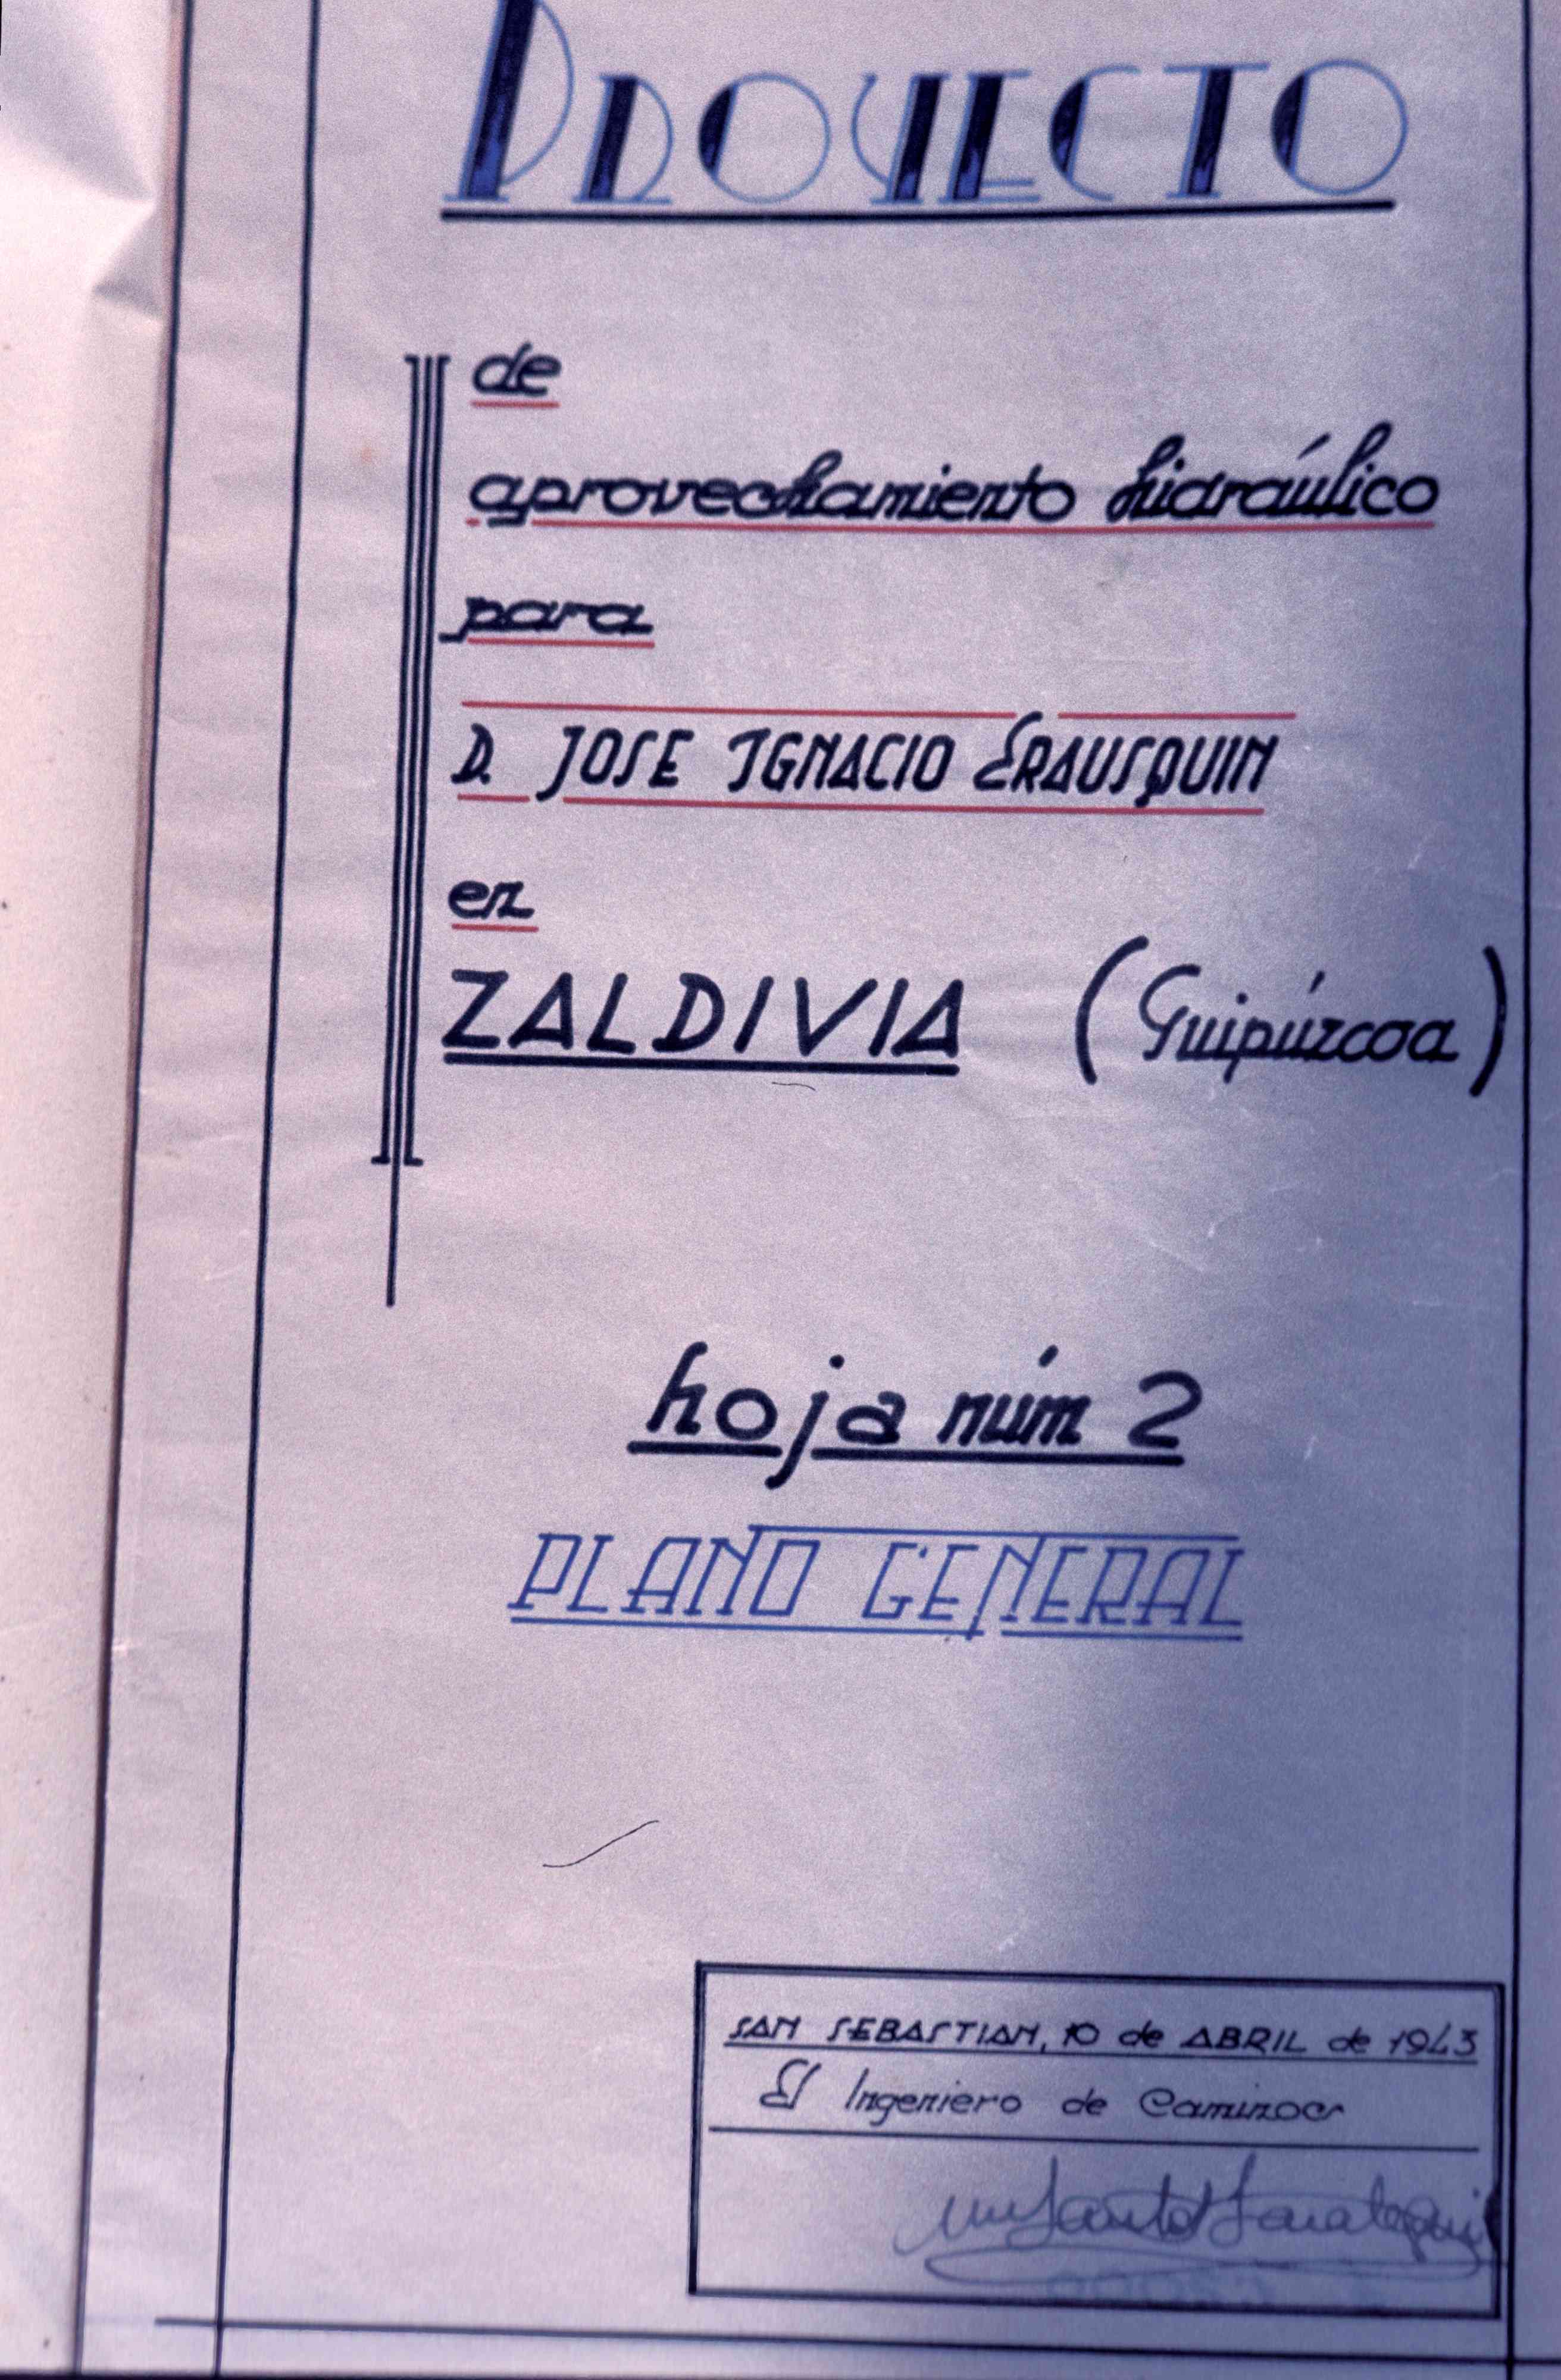 PROYECTO
de
aprovechamiento hidraúlico
para
D. JOSE IGNACIO ERAUSQUIN
en
ZALDIVIA (Guipúzcoa)
hoja núm 2
PLANO GENERAL
SAN SEBASTIAN, 10 de ABRIL de 1943
El Ingeniero de Caminos